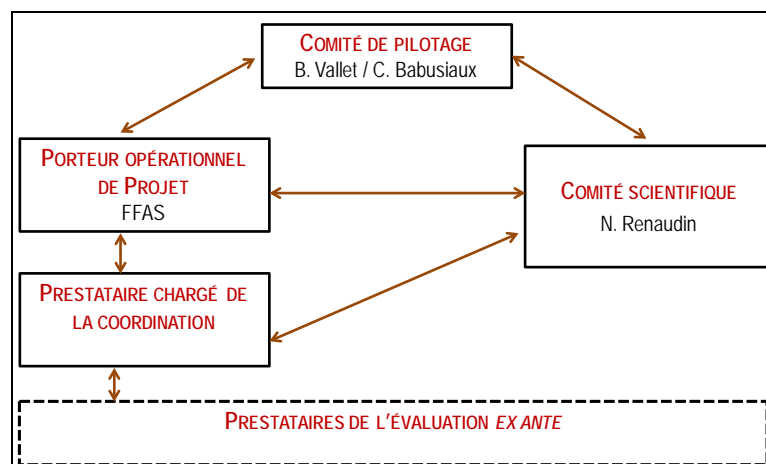 COMITÉ DE PILOTAGE
B. Vallet / C. Babusiaux
PORTEUR OPÉRATIONNEL
DE PROJET
FFAS
COMITÉ SCIENTIFIQUE
N. Renaudin
PRESTATAIRE CHARGÉ DE
LA COORDINATION
PRESTATAIRES DE L'ÉVALUATION EX ANTE